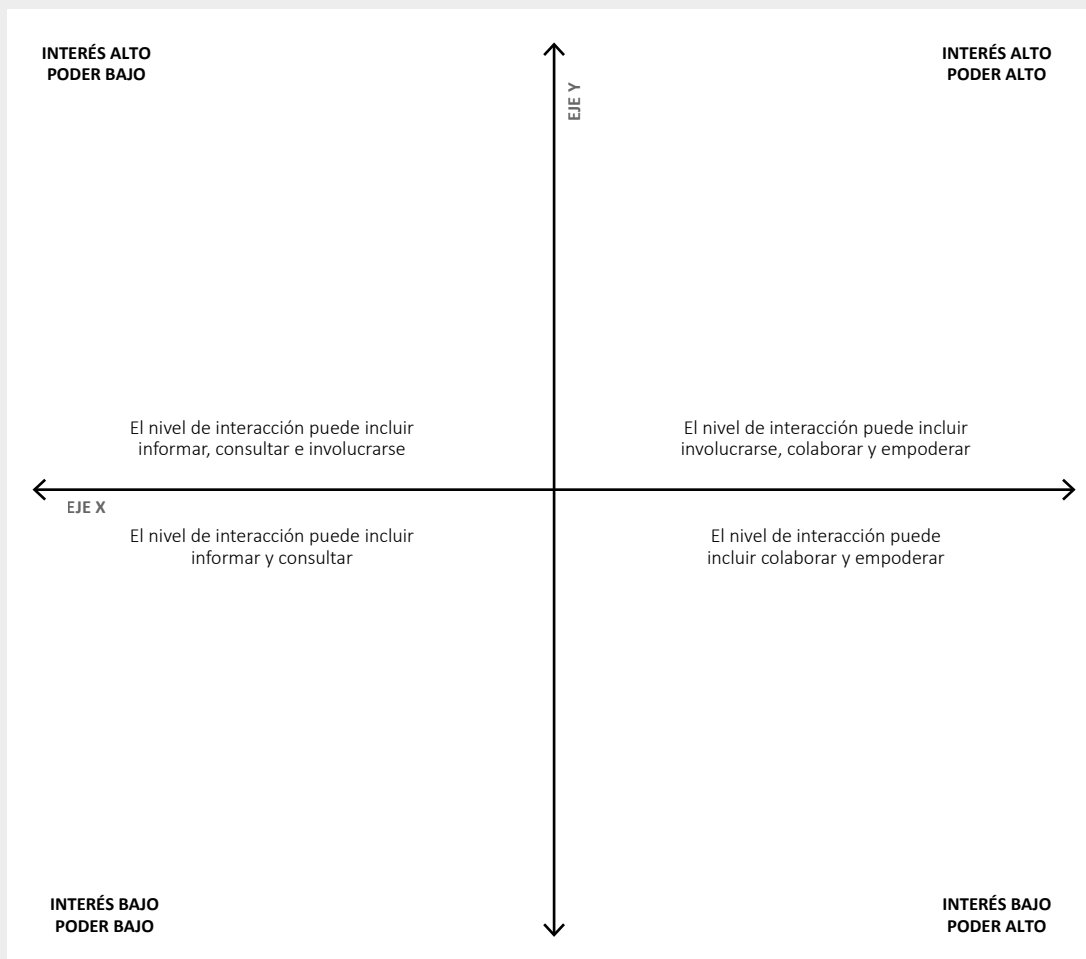 INTERÉS ALTO
PODER BAJO
INTERÉS ALTO
PODER ALTO
EJE Y
El nivel de interacción puede incluir
informar, consultar e involucrarse
El nivel de interacción puede incluir
involucrarse, colaborar y empoderar
EJE X
El nivel de interacción puede incluir
informar y consultar
El nivel de interacción puede
incluir colaborar y empoderar
INTERÉS BAJO
PODER BAJO
INTERÉS BAJO
PODER ALTO